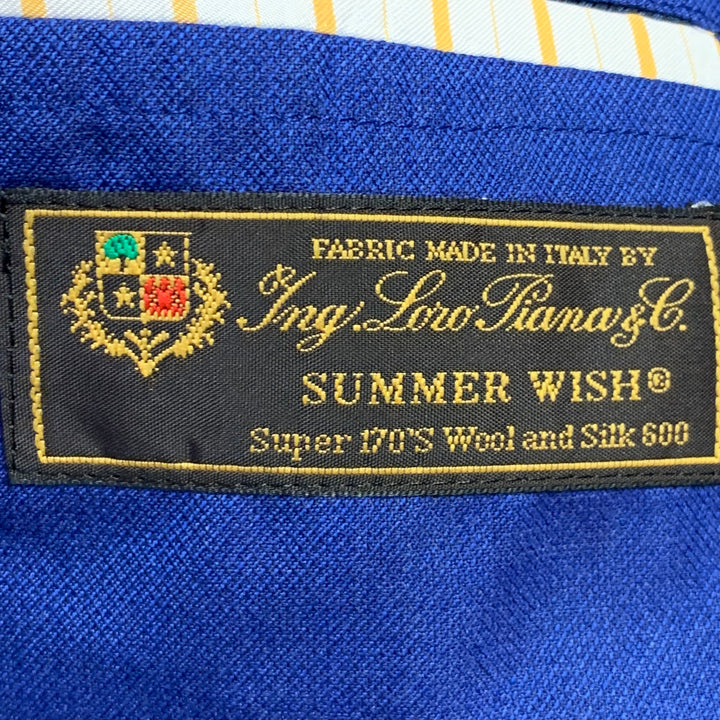 FABRIC MADE IN ITALY BY
Ing. Loro Piana & C.
SUMMER WISH®
Super 170'S Wool and Silk 600